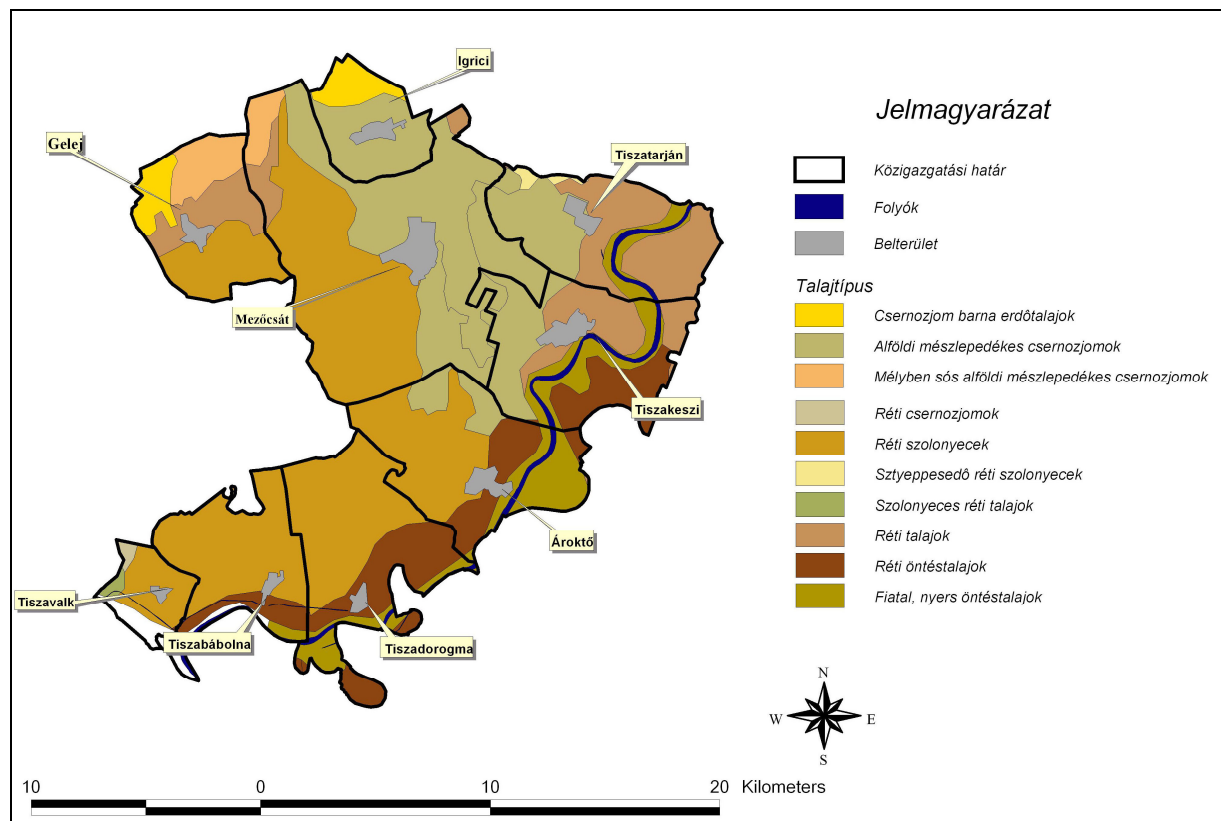 Igrici
Gelej
Tiszatarján
Mezőcsát
Tiszakeszi
Ároktő
Tiszavalk
Tiszabábolna
Tiszadorogma
Jelmagyarázat
Közigazgatási határ
Folyók
Belterület
Talajtípus
Csernozjom barna erdôtalajok
Alföldi mészlepedékes csernozjomok
Mélyben sós alföldi mészlepedékes csernozjomok
Réti csernozjomok
Réti szolonyecek
Sztyeppesedô réti szolonyecek
Szolonyeces réti talajok
Réti talajok
Réti öntéstalajok
Fiatal, nyers öntéstalajok
N
W E
S
10 0 10 20 Kilometers